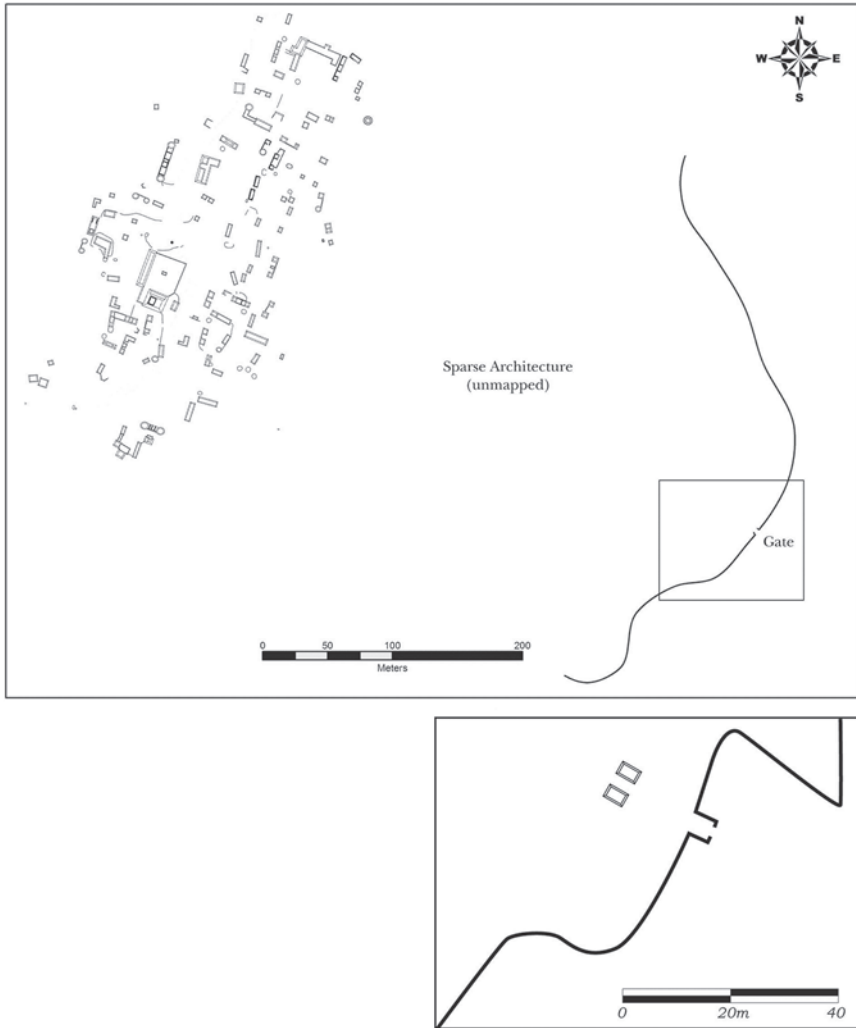 N
W E
S
Sparse Architecture
(unmapped)
Gate
0 50 100 200
Meters
0 20m 40